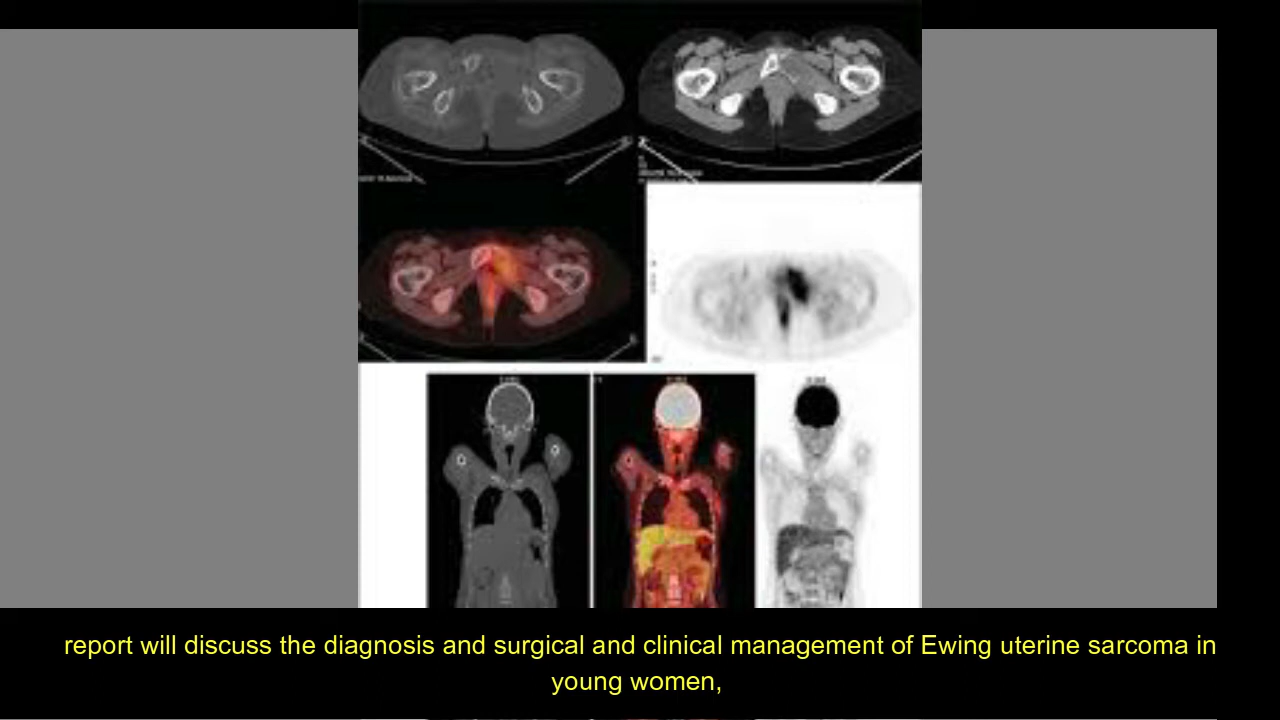 report will discuss the diagnosis and surgical and clinical management of Ewing uterine sarcoma in
young women,